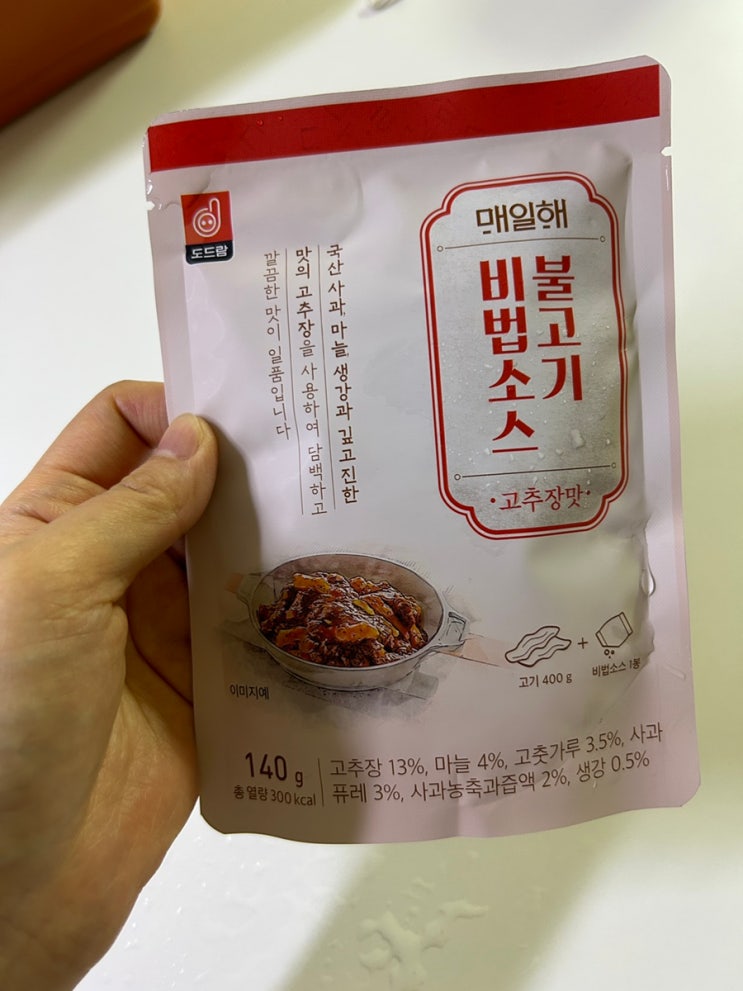 도드람
매일해
불고기
비법소스
·고추장맛·
국산 사과, 마늘, 생강과 깊고 진한
맛의 고추장을 사용하여 담백하고
깔끔한 맛이 일품입니다
고기 400 g
+
비법소스 1봉
이미지예
140 g
총 열량 300 kcal
고추장 13%, 마늘 4%, 고춧가루 3.5%, 사과
퓨레 3%, 사과농축과즙액 2%, 생강 0.5%